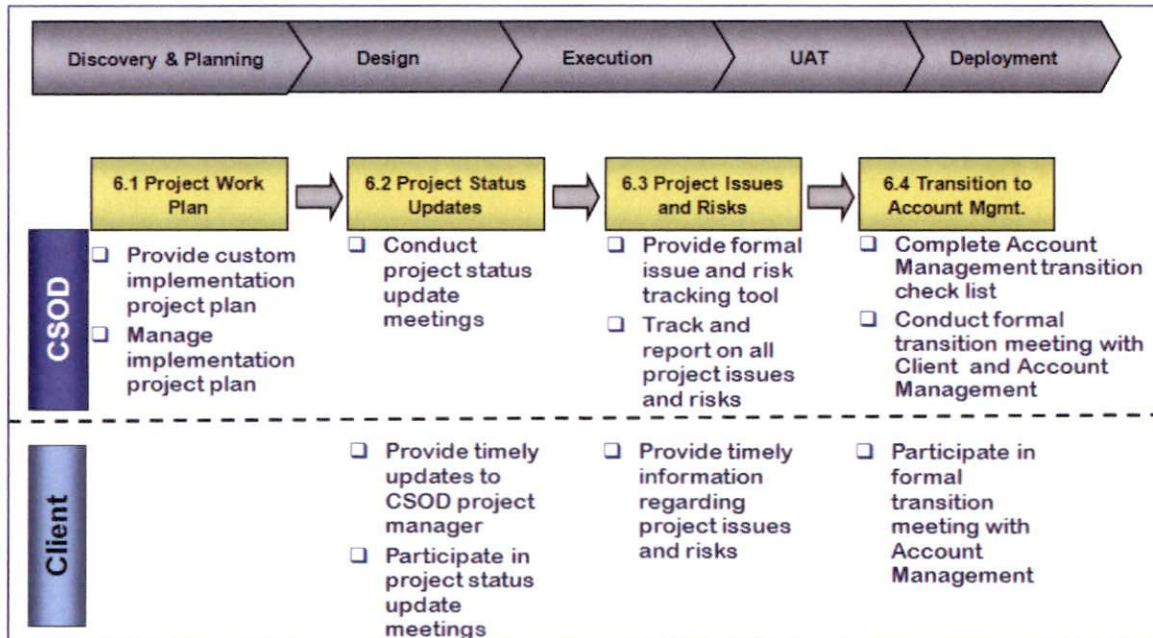 Discovery & Planning
Design
Execution
UAT
Deployment
6.1 Project Work
Plan
6.2 Project Status
Updates
6.3 Project Issues
and Risks
6.4 Transition to
Account Mgmt.
CSOD
❑ Provide custom
implementation
project plan
❑ Manage
implementation
project plan
❑ Conduct
project status
update
meetings
❑ Provide formal
issue and risk
tracking tool
❑ Track and
report on all
project issues
and risks
❑ Complete Account
Management transition
check list
❑ Conduct formal
transition meeting with
Client and Account
Management
Client
❑ Provide timely
updates to
CSOD project
manager
❑ Participate in
project status
update
meetings
❑ Provide timely
information
regarding
project issues
and risks
❑ Participate in
formal
transition
meeting with
Account
Management